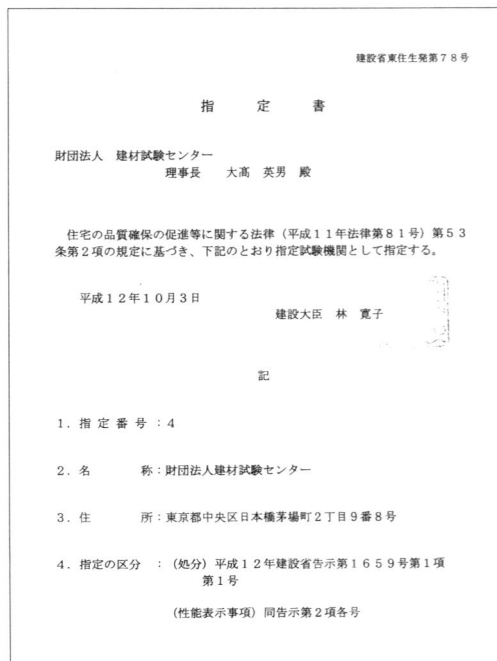 建設省東住生発第78号
指　定　書
財団法人　建材試験センター
理事長　大髙　英男　殿
住宅の品質確保の促進等に関する法律（平成11年法律第81号）第53
条第2項の規定に基づき、下記のとおり指定試験機関として指定する。
平成12年10月3日
建設大臣　林　寛子
記
1．指定番号：4
2．名　称：財団法人建材試験センター
3．住　所：東京都中央区日本橋茅場町2丁目9番8号
4．指定の区分　：（処分）平成12年建設省告示第1659号第1項
第1号
（性能表示事項）同告示第2項各号